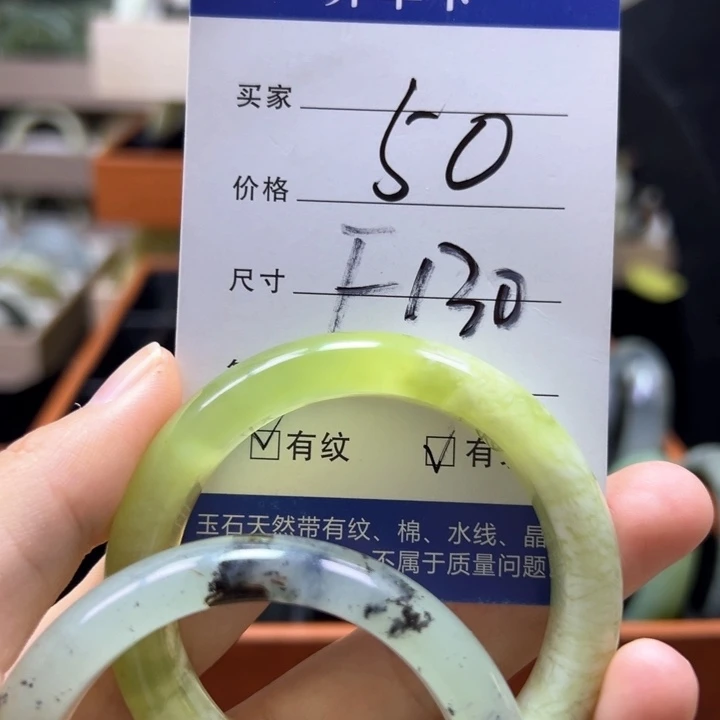 买家
50
价格
尺寸 F130
有纹 有
玉石天然带有纹、棉、水线、晶
不属于质量问题